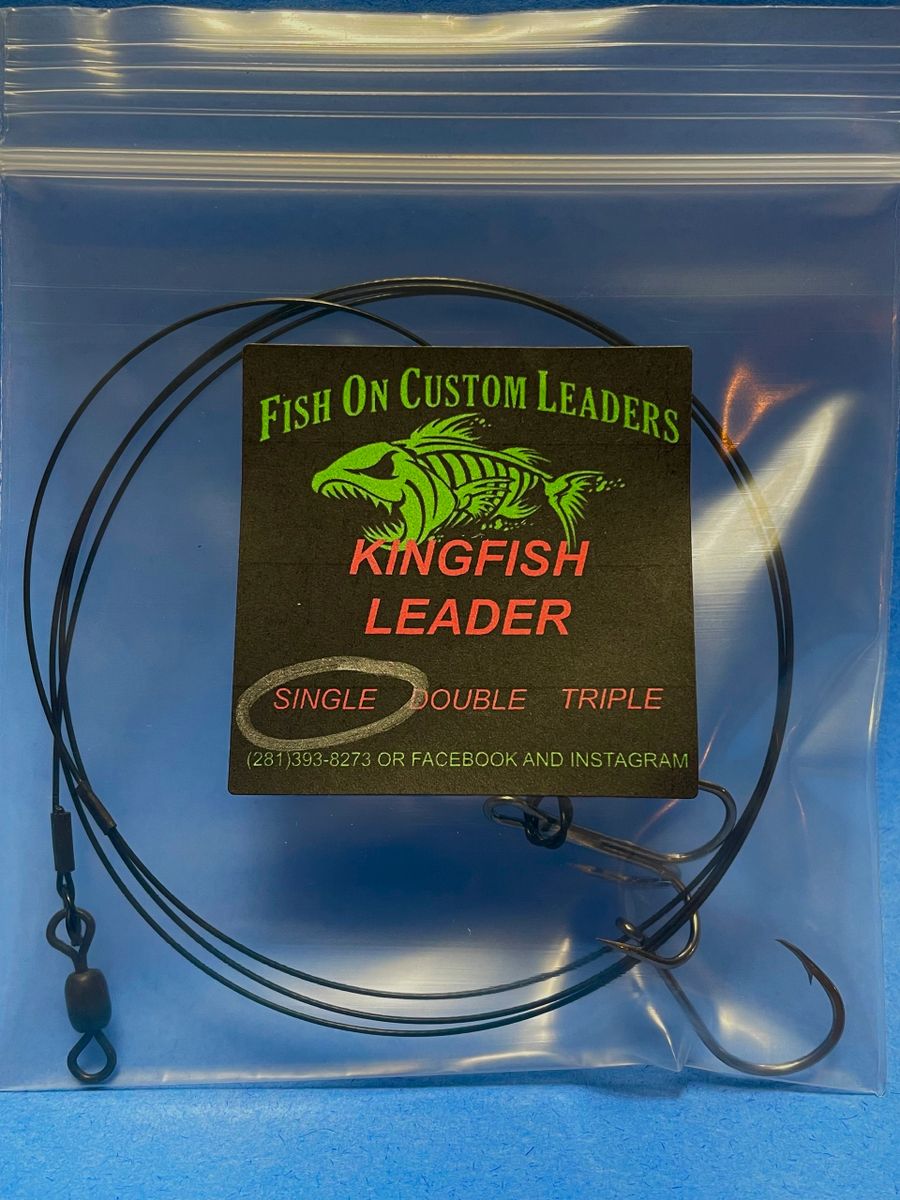 FISH ON CUSTOM LEADERS
KINGFISH
LEADER
SINGLE DOUBLE TRIPLE
(281)393-8273 OR FACEBOOK AND INSTAGRAM